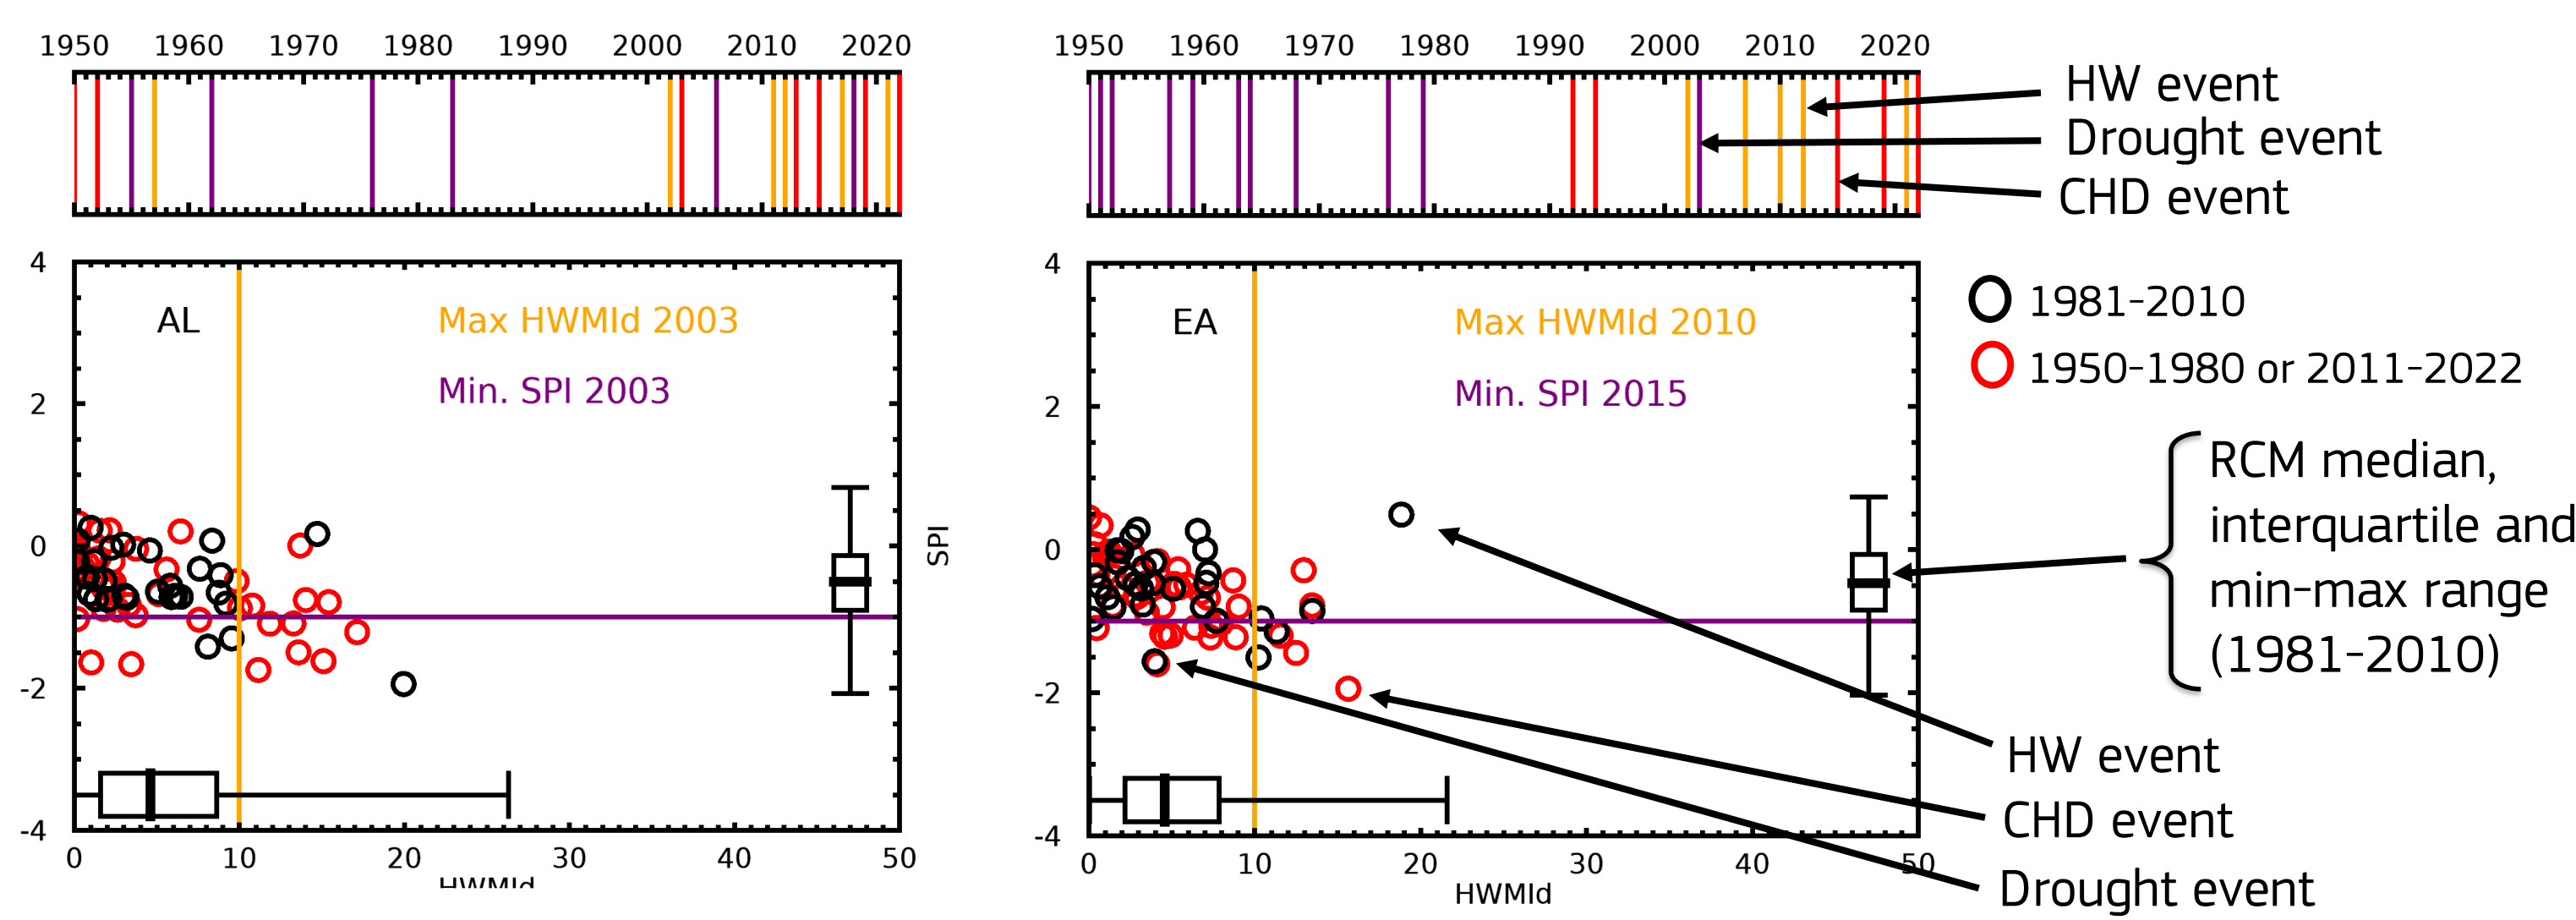 1950 1960 1970 1980 1990 2000 2010 2020
1950 1960 1970 1980 1990 2000 2010 2020
HW event
Drought event
CHD event
4
2
0
-2
-4
AL
Max HWMId 2003
Min. SPI 2003
0 10 20 30 40 50
HWMId
SPI
4
2
0
-2
-4
EA
Max HWMId 2010
Min. SPI 2015
0 10 20 30 40 50
HWMId
1981-2010
1950-1980 or 2011-2022
RCM median,
interquartile and
min-max range
(1981-2010)
HW event
CHD event
Drought event